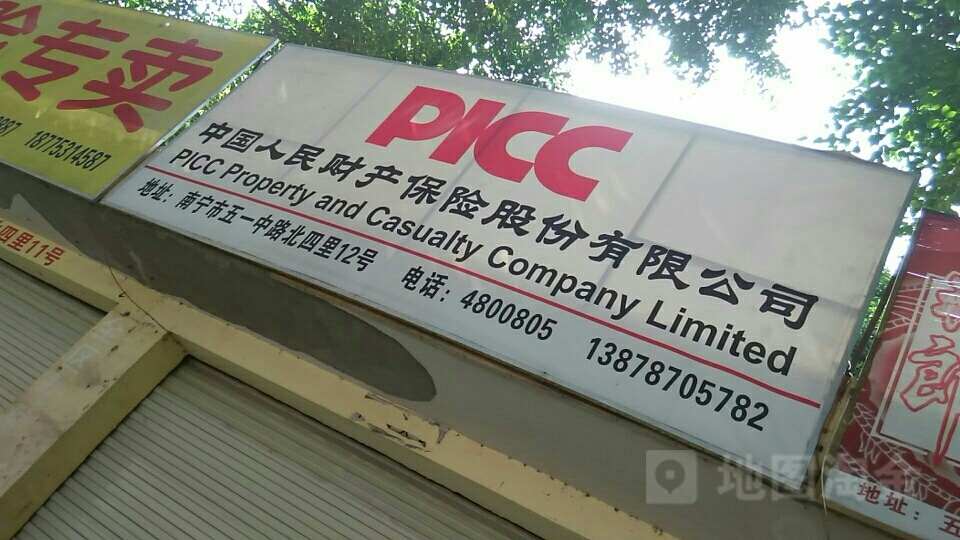 专卖
18775314587
四里11号
PICC
中国人民财产保险股份有限公司
PICC Property and Casualty Company Limited
地址：南宁市五一中路北四里12号 电话：4800805 13878705782
地址：五
地图淘金